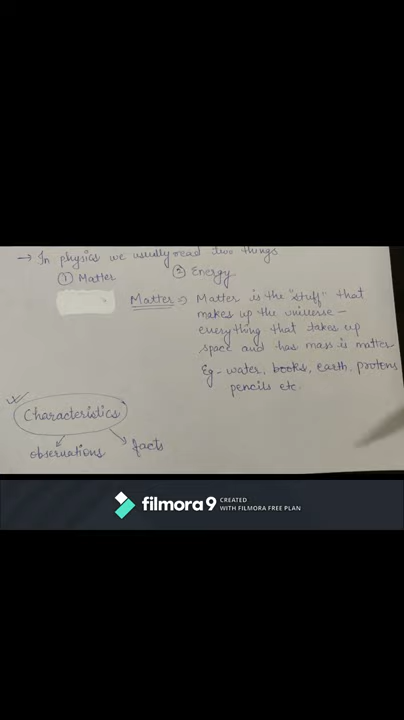 → In physics we usually read two things
① Matter ② Energy
Matter ⇒ Matter is the "stuff" that
makes up the universe –
everything that takes up
space and has mass is matter
Eg - water, books, earth, protons
pencils etc.
Characteristics
observations facts
filmora9 CREATED
WITH FILMORA FREE PLAN